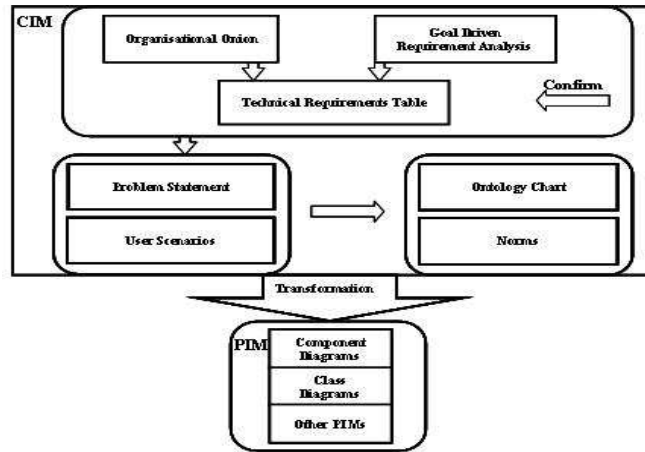 CIM
Organisational Onion
Goal Driven
Requirement Analysis
Technical Requirements Table
Confirm
Problem Statement
User Scenarios
Ontology Chart
Norms
Transformation
PIM
Component
Diagrams
Class
Diagrams
Other PIMs